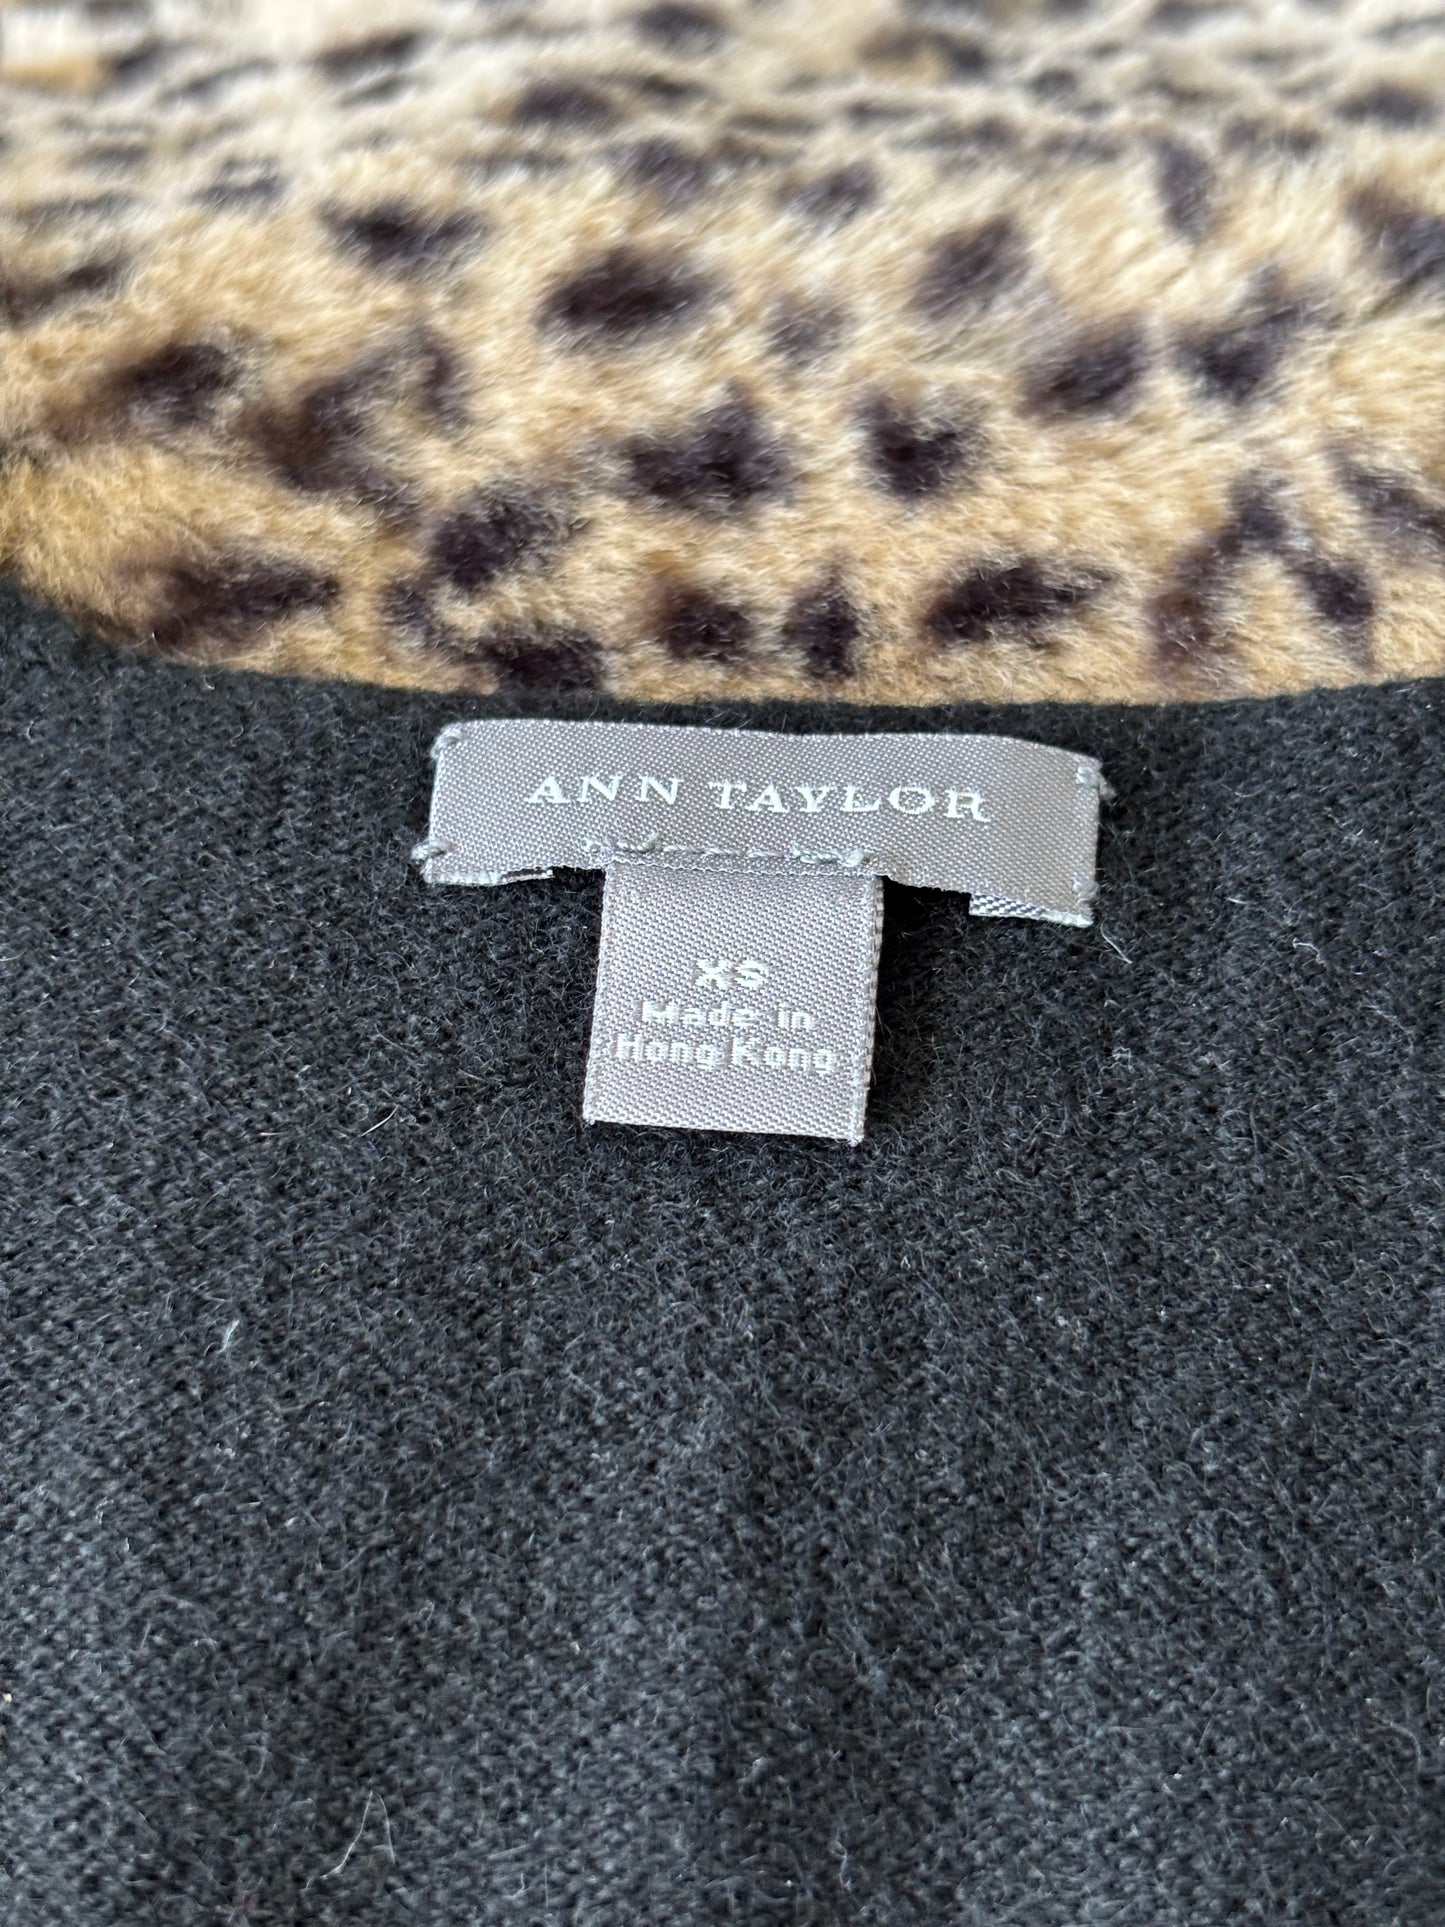 ANN TAYLOR
XS
Made in
Hong Kong